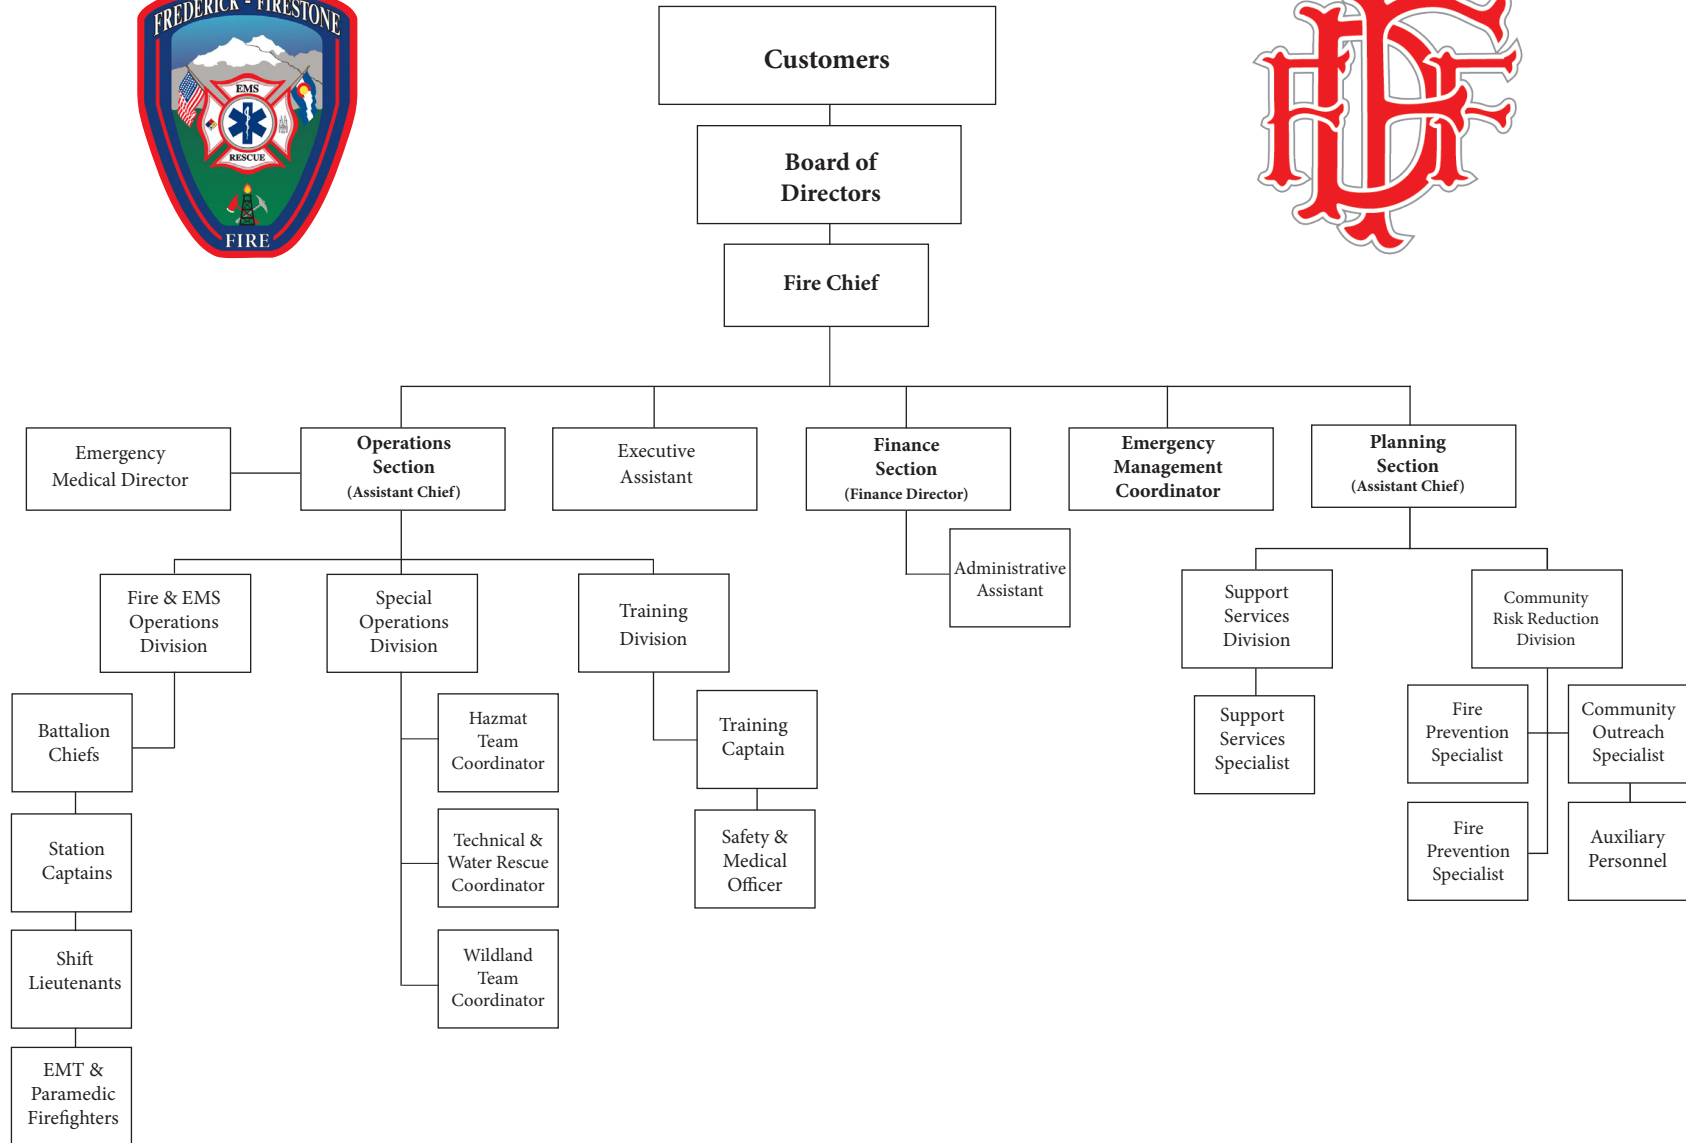 FREDERICK - FIRESTONE
EMS
RESCUE
FIRE
FFFD
Customers
Board of
Directors
Fire Chief
Emergency
Medical Director
Operations
Section
(Assistant Chief)
Executive
Assistant
Finance
Section
(Finance Director)
Emergency
Management
Coordinator
Planning
Section
(Assistant Chief)
Administrative
Assistant
Fire & EMS
Operations
Division
Special
Operations
Division
Training
Division
Support
Services
Division
Community
Risk Reduction
Division
Battalion
Chiefs
Hazmat
Team
Coordinator
Training
Captain
Support
Services
Specialist
Fire
Prevention
Specialist
Community
Outreach
Specialist
Station
Captains
Technical &
Water Rescue
Coordinator
Safety &
Medical
Officer
Fire
Prevention
Specialist
Auxiliary
Personnel
Shift
Lieutenants
Wildland
Team
Coordinator
EMT &
Paramedic
Firefighters